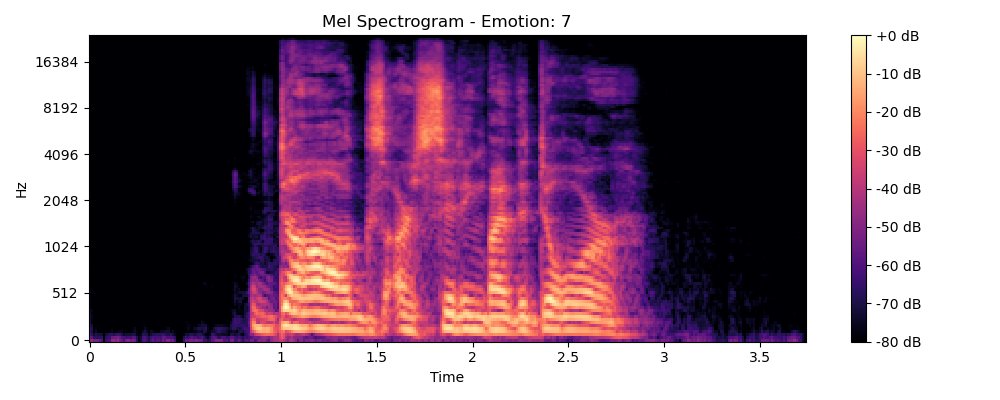 Mel Spectrogram - Emotion: 7
Hz
16384
8192
4096
2048
1024
512
0
0 0.5 1 1.5 2 2.5 3 3.5
Time
+0 dB
-10 dB
-20 dB
-30 dB
-40 dB
-50 dB
-60 dB
-70 dB
-80 dB